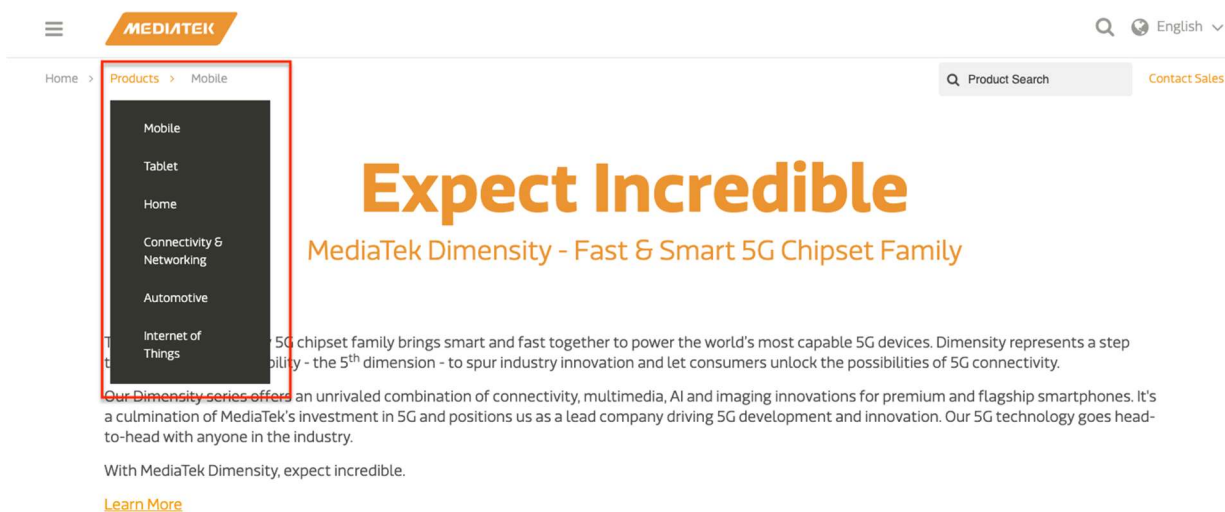 MEDIATEK
English
Home > Products > Mobile
Product Search
Contact Sales
Mobile
Tablet
Home
Connectivity &
Networking
Automotive
Internet of
Things
Expect Incredible
MediaTek Dimensity - Fast & Smart 5G Chipset Family
5G chipset family brings smart and fast together to power the world's most capable 5G devices. Dimensity represents a step
- the 5th dimension - to spur industry innovation and let consumers unlock the possibilities of 5G connectivity.
Our Dimensity series offers an unrivaled combination of connectivity, multimedia, AI and imaging innovations for premium and flagship smartphones. It's
a culmination of MediaTek's investment in 5G and positions us as a lead company driving 5G development and innovation. Our 5G technology goes head-
to-head with anyone in the industry.
With MediaTek Dimensity, expect incredible.
Learn More